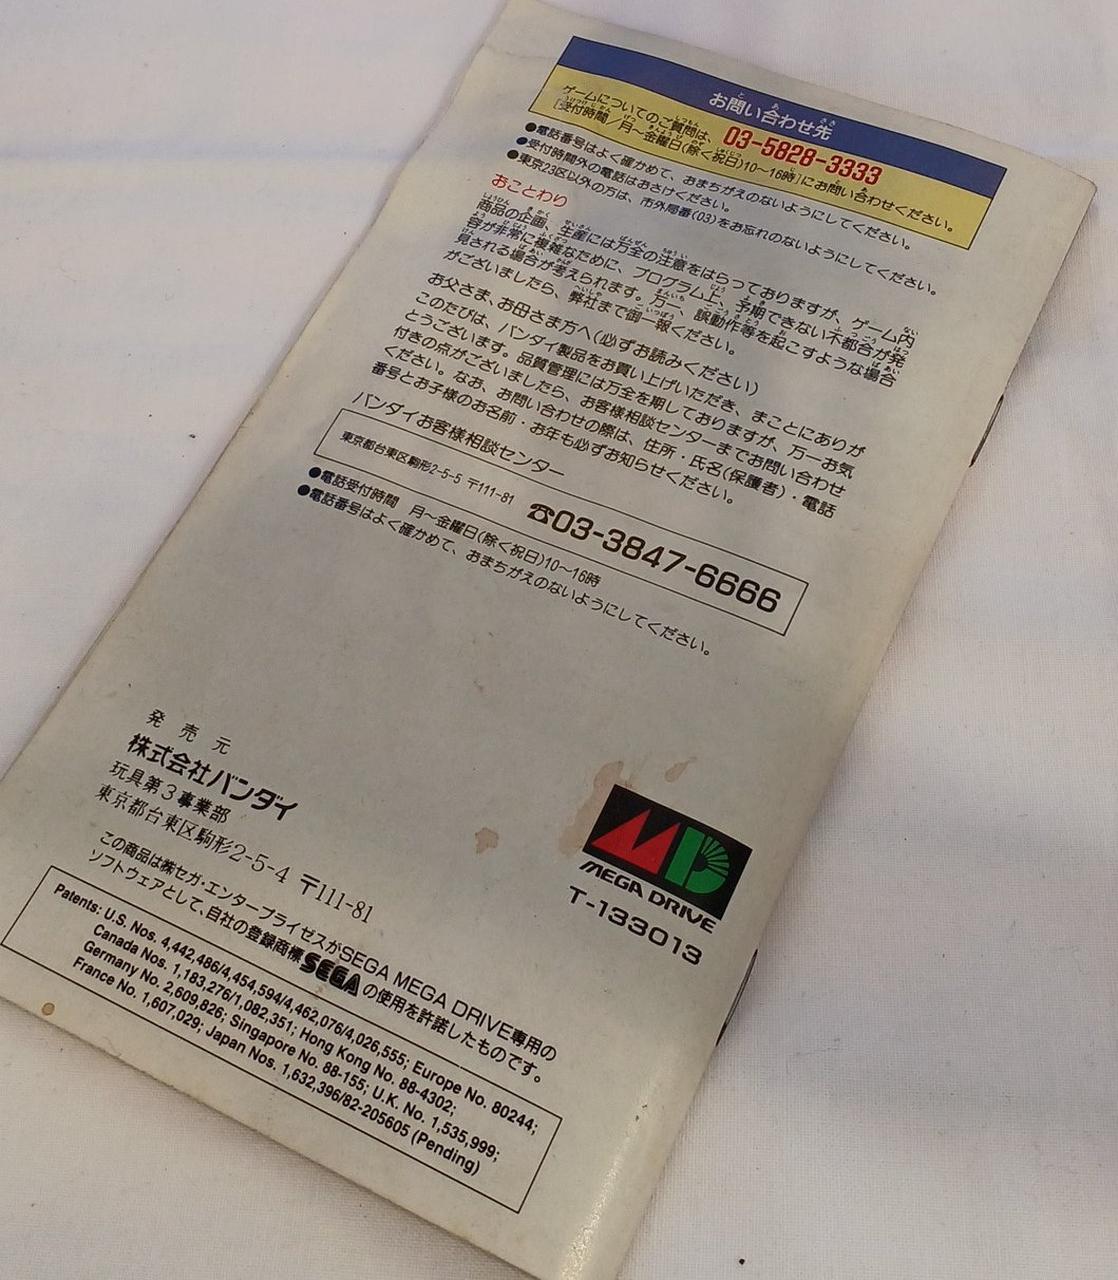 お問い合わせ先
ゲームについてのご質問は、03-5828-3333
[受付時間/月〜金曜日(除く祝日)10〜16時]にお問い合わせください。
●電話番号はよく確かめて、おまちがえのないようにしてください。
●受付時間外の電話はおさけください。
●東京23区以外の方は、市外局番(03)をお忘れのないようにしてください。
おことわり
商品の企画、生産には万全の注意をはらっておりますが、ゲーム内
容が非常に複雑なために、プログラム上、予期できない不都合が発
見される場合が考えられます。万一、誤動作等を起こすような場合
がございましたら、弊社まで御一報ください。
お父さま、お母さま方へ(必ずお読みください)
このたびは、バンダイ製品をお買い上げいただき、まことにありが
とうございます。品質管理には万全を期しておりますが、万一お気
付きの点がございましたら、お客様相談センターまでお問い合わせ
ください。なお、お問い合わせの際は、住所・氏名(保護者)・電話
番号とお子様のお名前・お年も必ずお知らせください。
バンダイお客様相談センター
東京都台東区駒形2-5-5 〒111-81 ☎03-3847-6666
●電話受付時間 月〜金曜日(除く祝日)10〜16時
●電話番号はよく確かめて、おまちがえのないようにしてください。
発売元
株式会社バンダイ
玩具第3事業部
東京都台東区駒形2-5-4 〒111-81
MD
MEGA DRIVE
T-133013
この商品は㈱セガ・エンタープライゼスがSEGA MEGA DRIVE専用の
ソフトウェアとして、自社の登録商標SEGAの使用を許諾したものです。
Patents: U.S. Nos. 4,442,486/4,454,594/4,462,076/4,026,555; Europe No. 80244;
Canada Nos. 1,183,276/1,082,351; Hong Kong No. 88-4302;
Germany No. 2,609,826; Singapore No. 88-155; U.K. No. 1,535,999;
France No. 1,607,029; Japan Nos. 1,632,396/82-205605 (Pending)